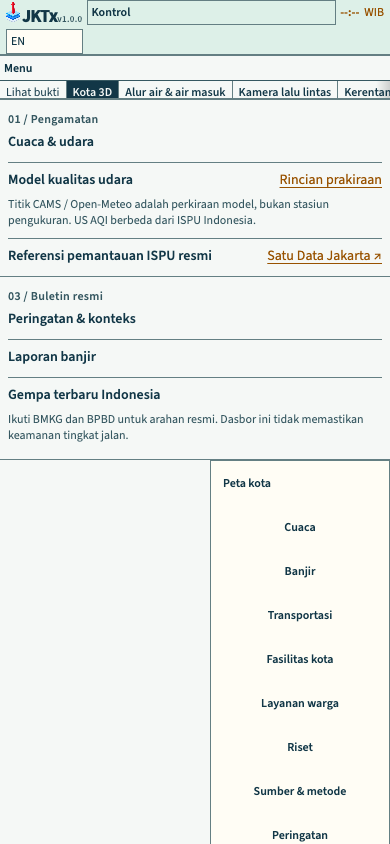 JKTx v1.0.0
Kontrol
--:-- WIB
EN
Menu
Lihat bukti
Kota 3D
Alur air & air masuk
Kamera lalu lintas
Kerentan
01 / Pengamatan
Cuaca & udara
Model kualitas udara
Rincian prakiraan
Titik CAMS / Open-Meteo adalah perkiraan model, bukan stasiun
pengukuran. US AQI berbeda dari ISPU Indonesia.
Referensi pemantauan ISPU resmi
Satu Data Jakarta ↗
03 / Buletin resmi
Peringatan & konteks
Laporan banjir
Gempa terbaru Indonesia
Ikuti BMKG dan BPBD untuk arahan resmi. Dasbor ini tidak memastikan
keamanan tingkat jalan.
Peta kota
Cuaca
Banjir
Transportasi
Fasilitas kota
Layanan warga
Riset
Sumber & metode
Peringatan